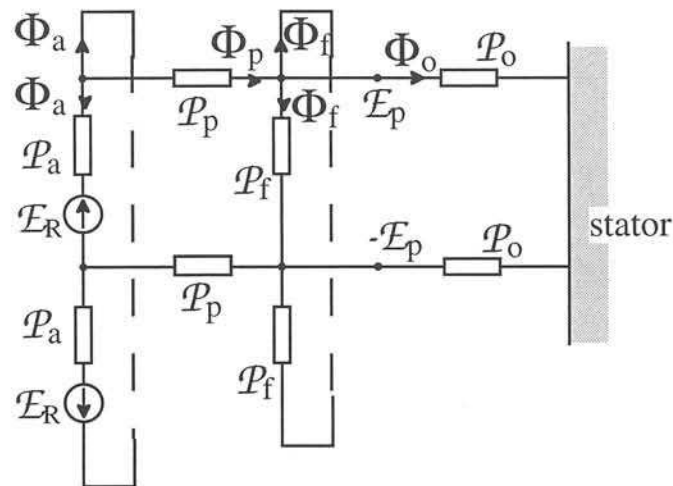 Φa Φp Φf Φo 𝒫o
Φa 𝒫p Φf ℰp
𝒫a 𝒫f
ℰR -ℰp 𝒫o stator
𝒫a 𝒫p
ℰR 𝒫f